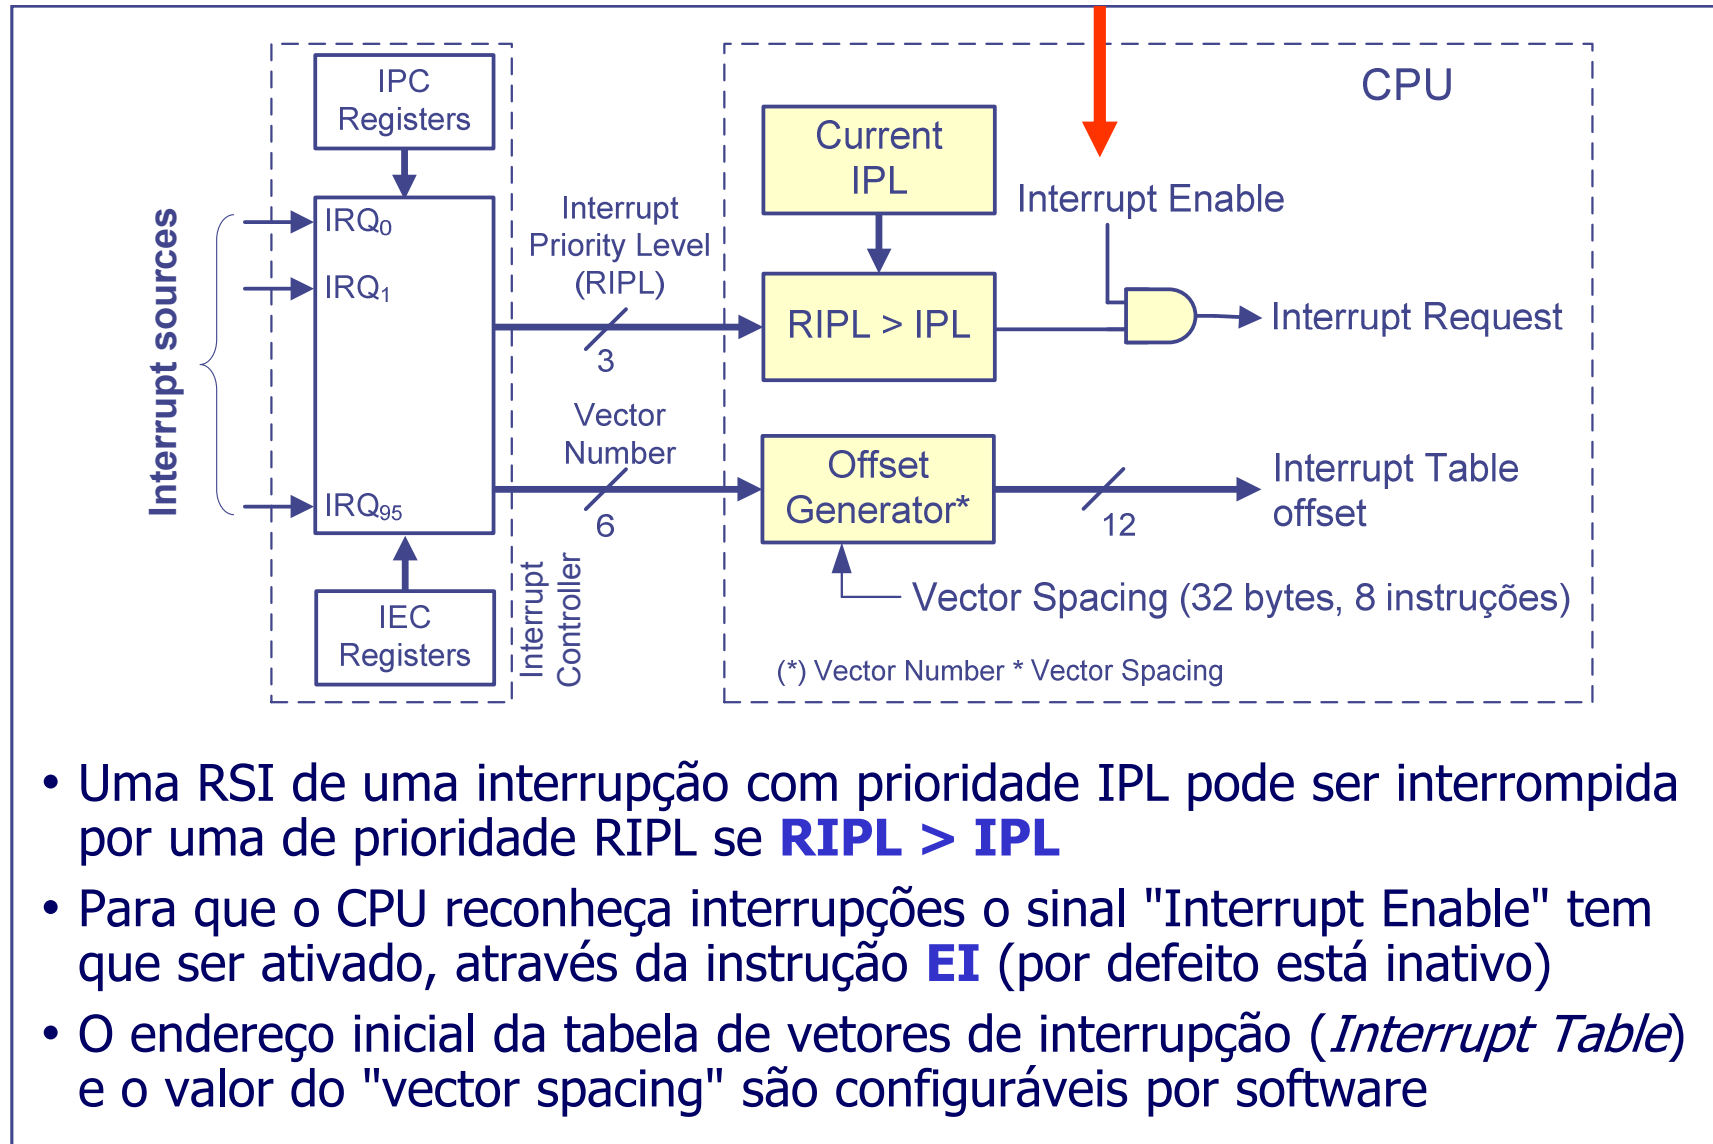 IPC
Registers
Interrupt sources
IRQ0
IRQ1
IRQ95
IEC
Registers
Interrupt
Controller
Interrupt
Priority Level
(RIPL)
3
Vector
Number
6
CPU
Current
IPL
Interrupt Enable
RIPL > IPL
Interrupt Request
Offset
Generator*
12
Interrupt Table
offset
Vector Spacing (32 bytes, 8 instruções)
(*) Vector Number * Vector Spacing
• Uma RSI de uma interrupção com prioridade IPL pode ser interrompida
por uma de prioridade RIPL se RIPL > IPL
• Para que o CPU reconheça interrupções o sinal "Interrupt Enable" tem
que ser ativado, através da instrução EI (por defeito está inativo)
• O endereço inicial da tabela de vetores de interrupção (Interrupt Table)
e o valor do "vector spacing" são configuráveis por software